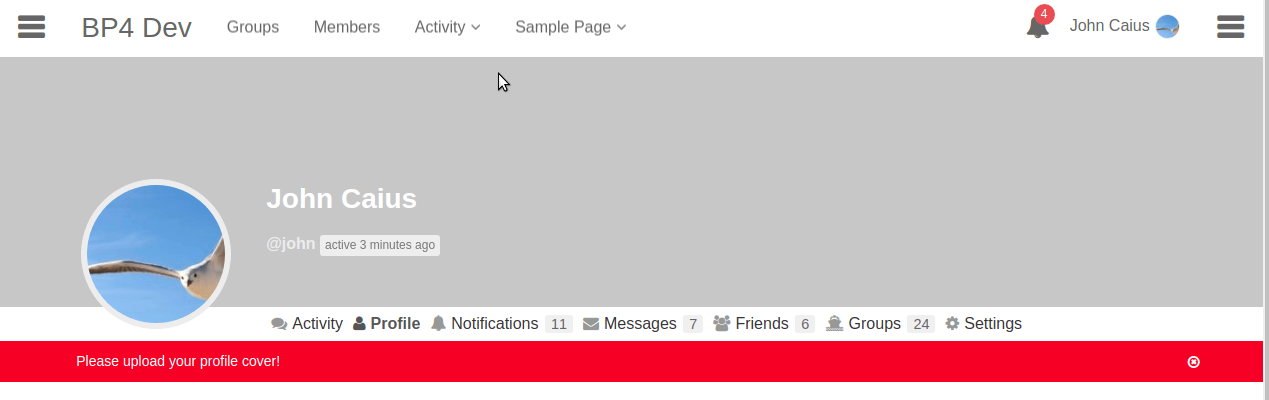 BP4 Dev Groups Members Activity Sample Page 4 John Caius
John Caius
@john active 3 minutes ago
Activity Profile Notifications 11 Messages 7 Friends 6 Groups 24 Settings
Please upload your profile cover!